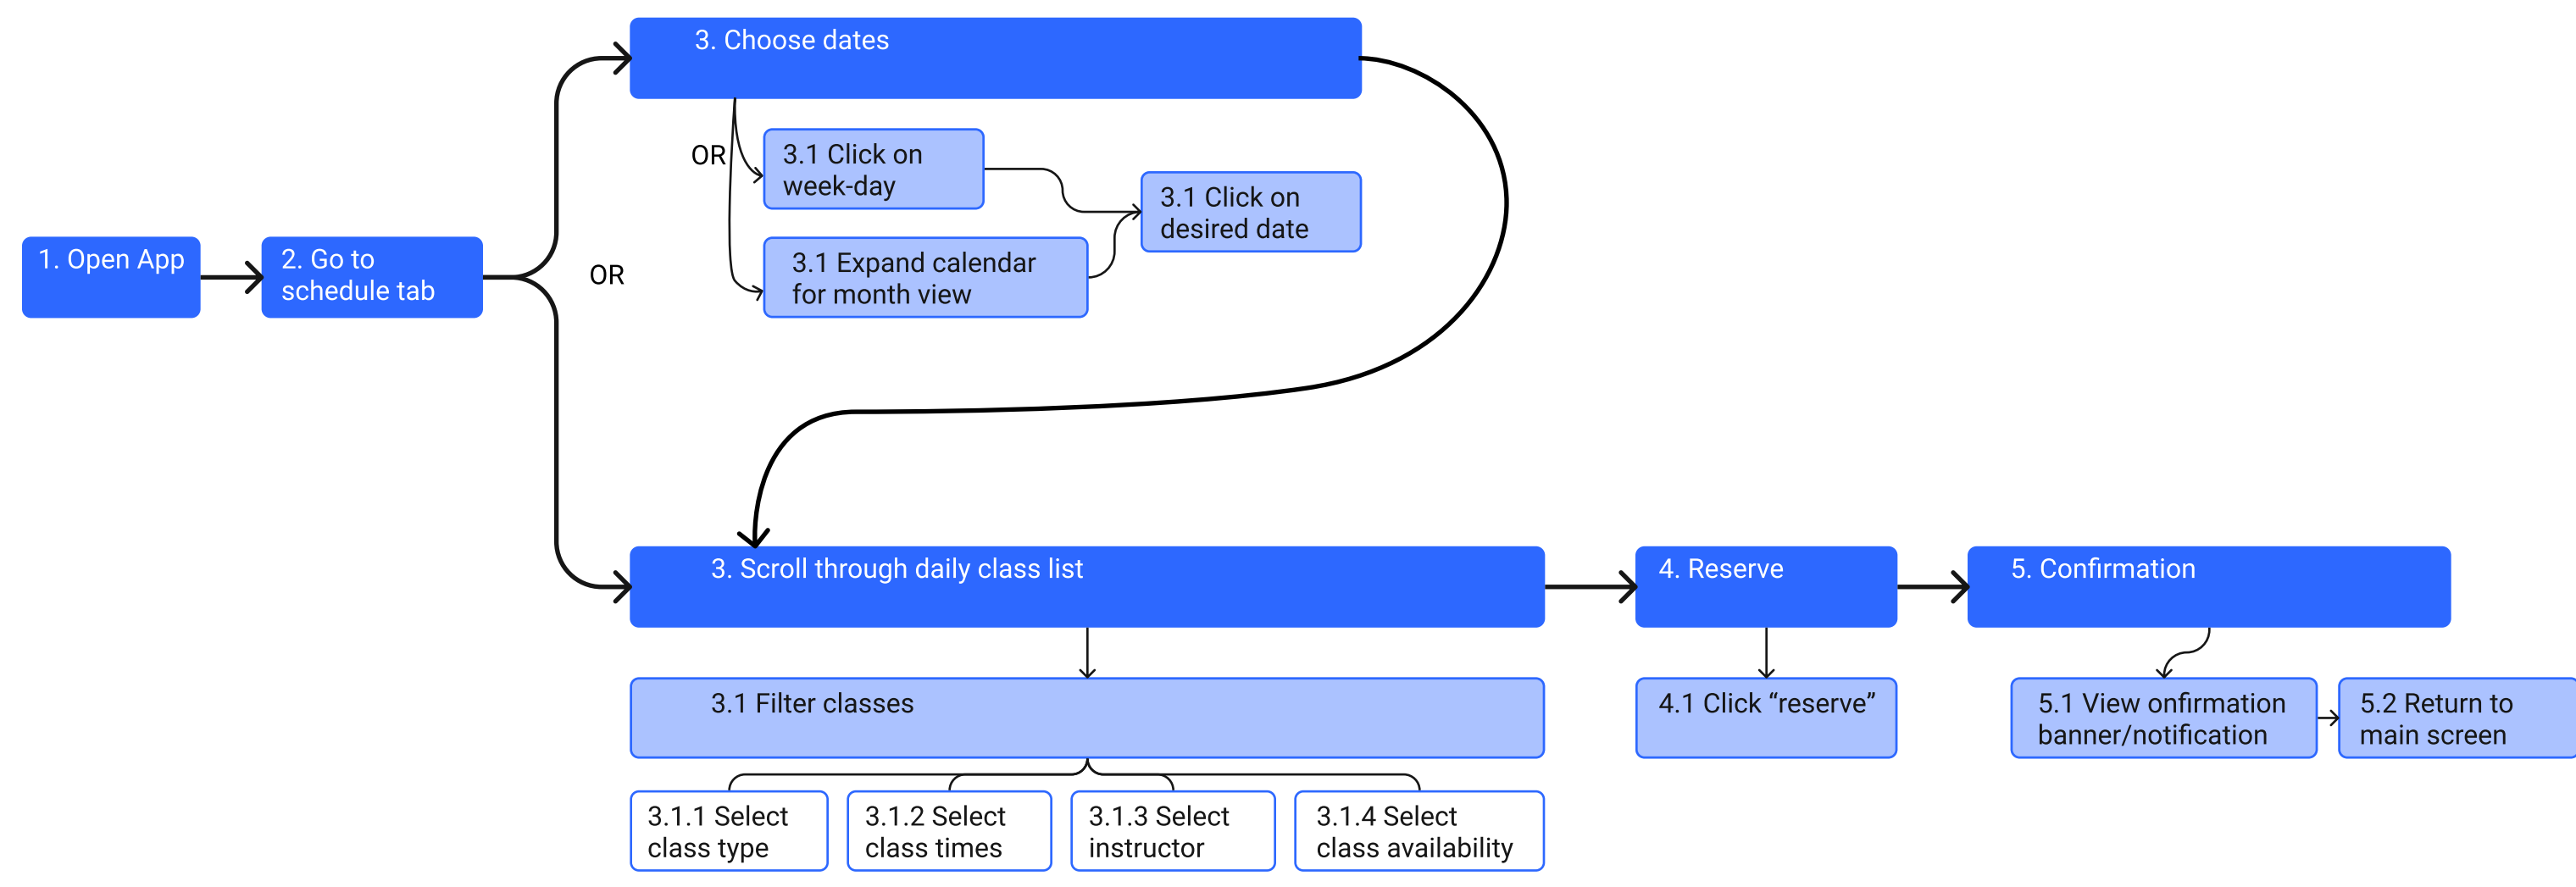 3. Choose dates
OR
3.1 Click on
week-day
3.1 Click on
desired date
1. Open App
2. Go to
schedule tab
OR
3.1 Expand calendar
for month view
3. Scroll through daily class list
4. Reserve
5. Confirmation
3.1 Filter classes
4.1 Click “reserve”
5.1 View onfirmation
banner/notification
5.2 Return to
main screen
3.1.1 Select
class type
3.1.2 Select
class times
3.1.3 Select
instructor
3.1.4 Select
class availability